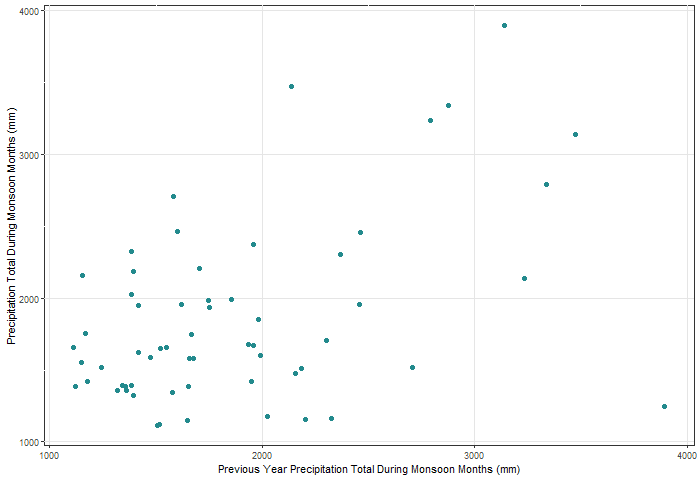 4000
3000
2000
1000
Precipitation Total During Monsoon Months (mm)
1000 2000 3000 4000
Previous Year Precipitation Total During Monsoon Months (mm)